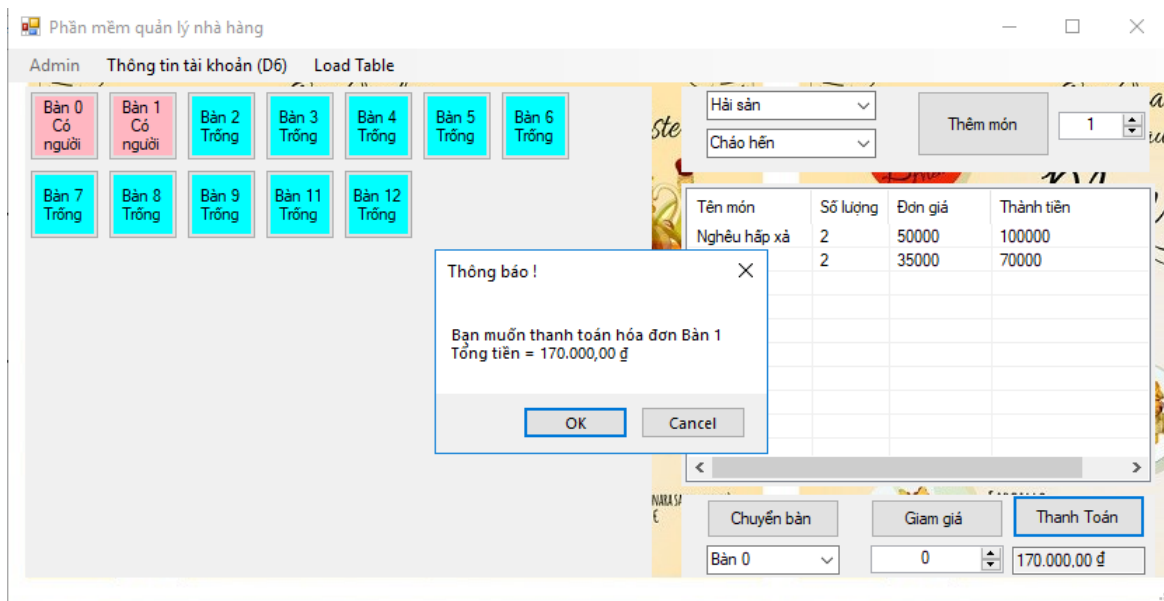 Phần mềm quản lý nhà hàng
Admin Thông tin tài khoản (D6) Load Table
Bàn 0
Có
người
Bàn 1
Có
người
Bàn 2
Trống
Bàn 3
Trống
Bàn 4
Trống
Bàn 5
Trống
Bàn 6
Trống
Bàn 7
Trống
Bàn 8
Trống
Bàn 9
Trống
Bàn 11
Trống
Bàn 12
Trống
Hải sản
Cháo hến
Thêm món
1
Tên món Số lượng Đơn giá Thành tiền
Nghêu hấp xả 2 50000 100000
2 35000 70000
Thông báo !
Bạn muốn thanh toán hóa đơn Bàn 1
Tổng tiền = 170.000,00 ₫
OK Cancel
Chuyển bàn Giam giá Thanh Toán
Bàn 0 0 170.000,00 ₫